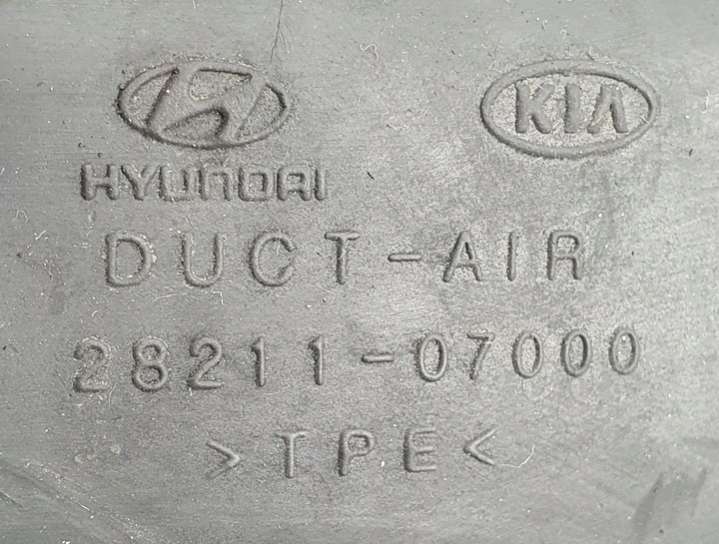 KIA
HYUNDAI
DUCT-AIR
28211-07000
>TPE<